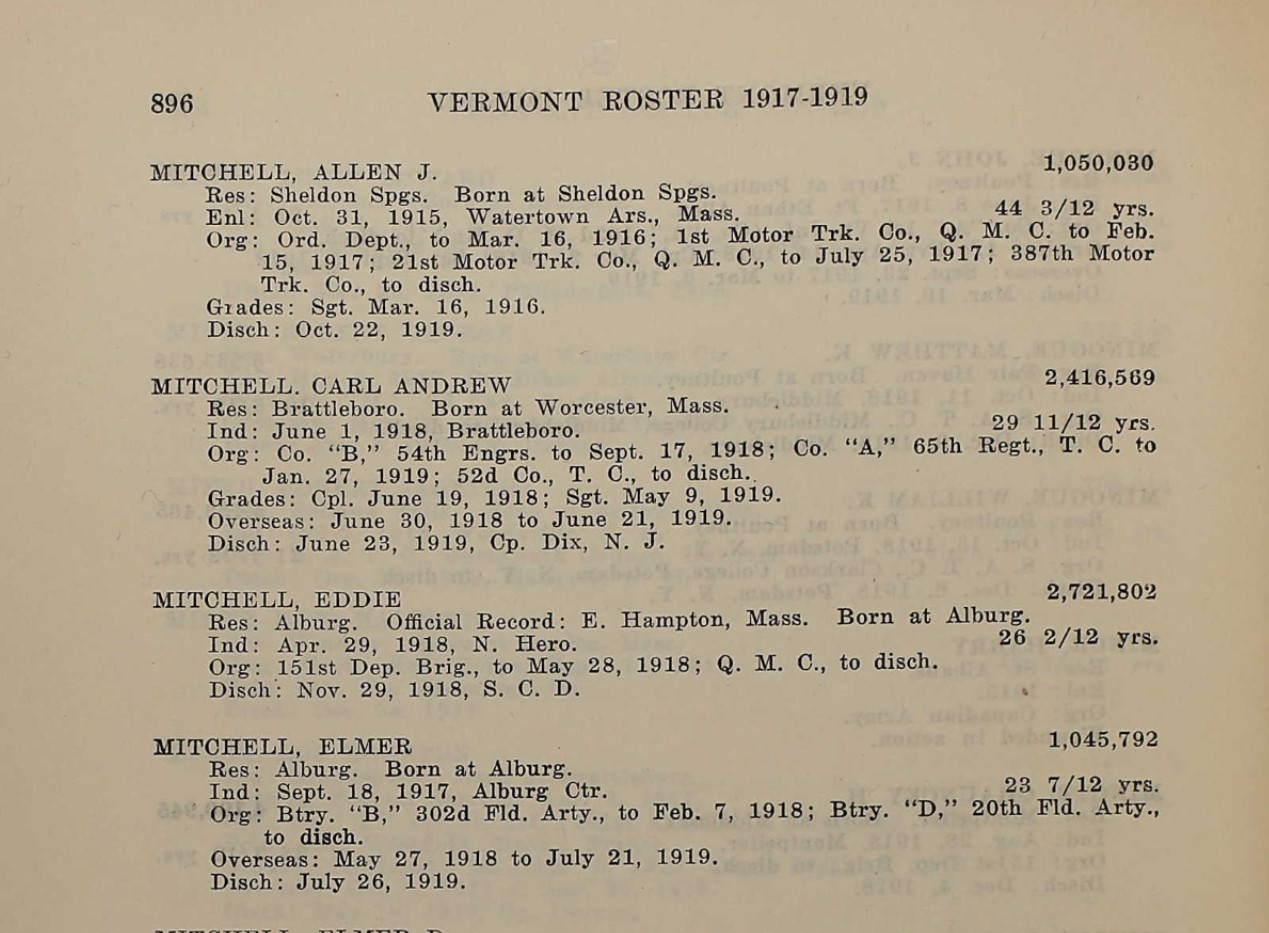 896 VERMONT ROSTER 1917-1919
MITCHELL, ALLEN J. 1,050,030
Res: Sheldon Spgs. Born at Sheldon Spgs.
Enl: Oct. 31, 1915, Watertown Ars., Mass. 44 3/12 yrs.
Org: Ord. Dept., to Mar. 16, 1916; 1st Motor Trk. Co., Q. M. C. to Feb.
15, 1917; 21st Motor Trk. Co., Q. M. C., to July 25, 1917; 387th Motor
Trk. Co., to disch.
Grades: Sgt. Mar. 16, 1916.
Disch: Oct. 22, 1919.
MITCHELL. CARL ANDREW 2,416,569
Res: Brattleboro. Born at Worcester, Mass.
Ind: June 1, 1918, Brattleboro. 29 11/12 yrs.
Org: Co. "B," 54th Engrs. to Sept. 17, 1918; Co. "A," 65th Regt., T. C. to
Jan. 27, 1919; 52d Co., T. C., to disch.
Grades: Cpl. June 19, 1918; Sgt. May 9, 1919.
Overseas: June 30, 1918 to June 21, 1919.
Disch: June 23, 1919, Cp. Dix, N. J.
MITCHELL, EDDIE 2,721,802
Res: Alburg. Official Record: E. Hampton, Mass. Born at Alburg.
Ind: Apr. 29, 1918, N. Hero. 26 2/12 yrs.
Org: 151st Dep. Brig., to May 28, 1918; Q. M. C., to disch.
Disch: Nov. 29, 1918, S. C. D.
MITCHELL, ELMER 1,045,792
Res: Alburg. Born at Alburg.
Ind: Sept. 18, 1917, Alburg Ctr. 23 7/12 yrs.
Org: Btry. "B," 302d Fld. Arty., to Feb. 7, 1918; Btry. "D," 20th Fld. Arty.,
to disch.
Overseas: May 27, 1918 to July 21, 1919.
Disch: July 26, 1919.